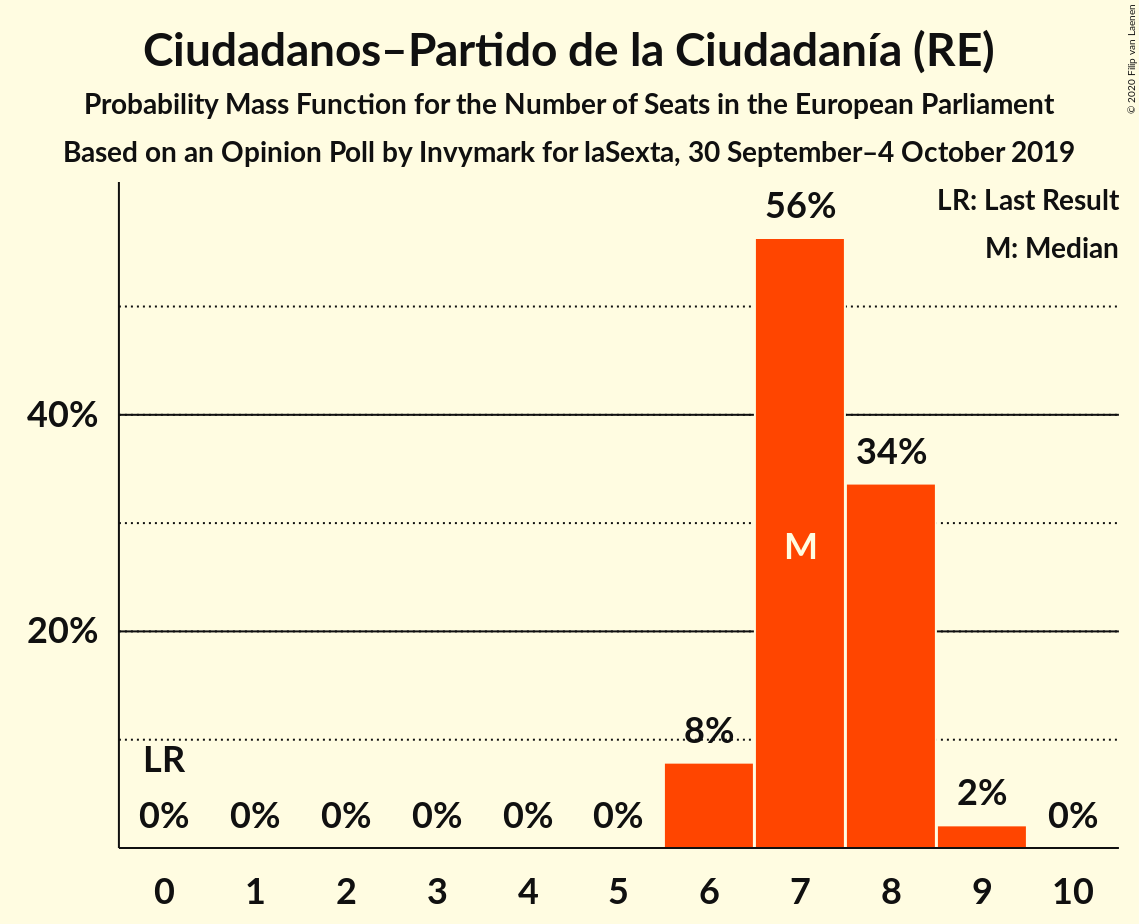 Ciudadanos–Partido de la Ciudadanía (RE)
Probability Mass Function for the Number of Seats in the European Parliament
Based on an Opinion Poll by Invymark for laSexta, 30 September–4 October 2019
© 2020 Filip van Laenen
LR: Last Result
M: Median
56%
40%
34%
M
20%
8%
LR
2%
0% 0% 0% 0% 0% 0% 0%
0 1 2 3 4 5 6 7 8 9 10